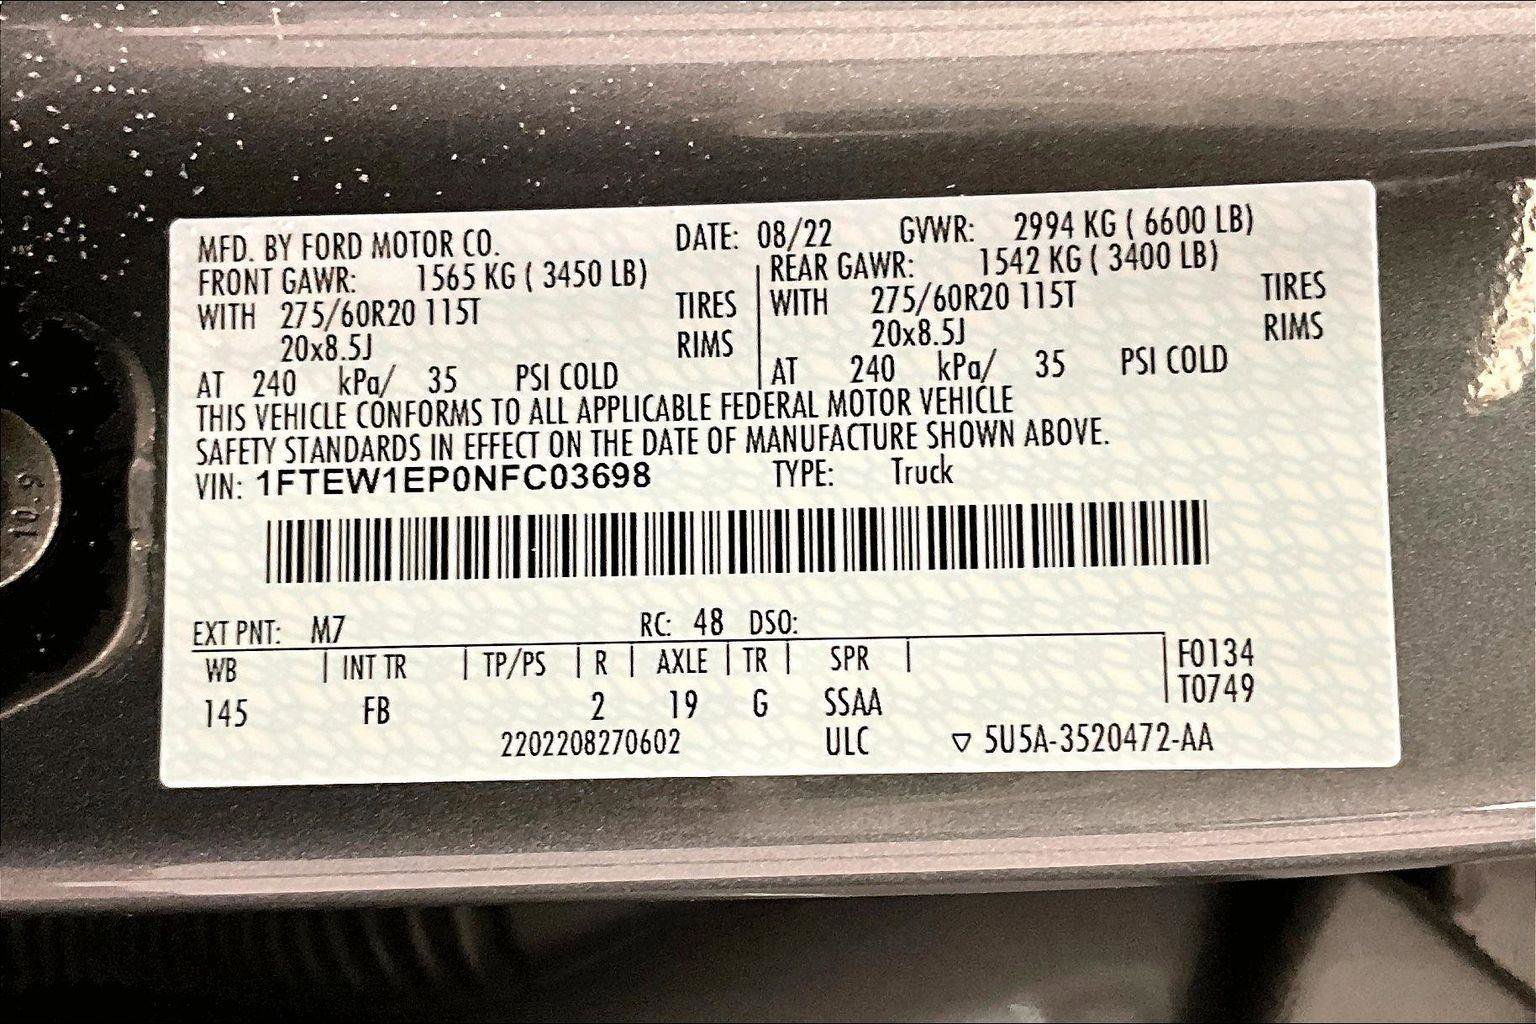 MFD. BY FORD MOTOR CO. DATE: 08/22 GVWR: 2994 KG ( 6600 LB)
FRONT GAWR: 1565 KG ( 3450 LB) REAR GAWR: 1542 KG ( 3400 LB)
WITH 275/60R20 115T TIRES WITH 275/60R20 115T TIRES
20x8.5J RIMS 20x8.5J RIMS
AT 240 kPa/ 35 PSI COLD AT 240 kPa/ 35 PSI COLD
THIS VEHICLE CONFORMS TO ALL APPLICABLE FEDERAL MOTOR VEHICLE
SAFETY STANDARDS IN EFFECT ON THE DATE OF MANUFACTURE SHOWN ABOVE.
VIN: 1FTEW1EP0NFC03698 TYPE: Truck
EXT PNT: M7 RC: 48 DSO:
WB INT TR TP/PS R AXLE TR SPR F0134
145 FB 2 19 G SSAA T0749
2202208270602 ULC ▽ 5U5A-3520472-AA
10.9